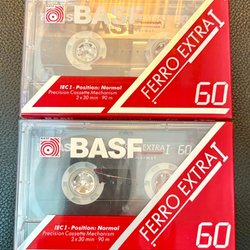 BASF
FERRO EXTRA I
IEC I · Position: Normal
Precision Cassette Mechanism
2 x 30 min 90 m
60
BASF
EXTRA I
FERRO EXTRA I
IEC I · Position: Normal
Precision Cassette Mechanism
2 x 30 min 90 m
60